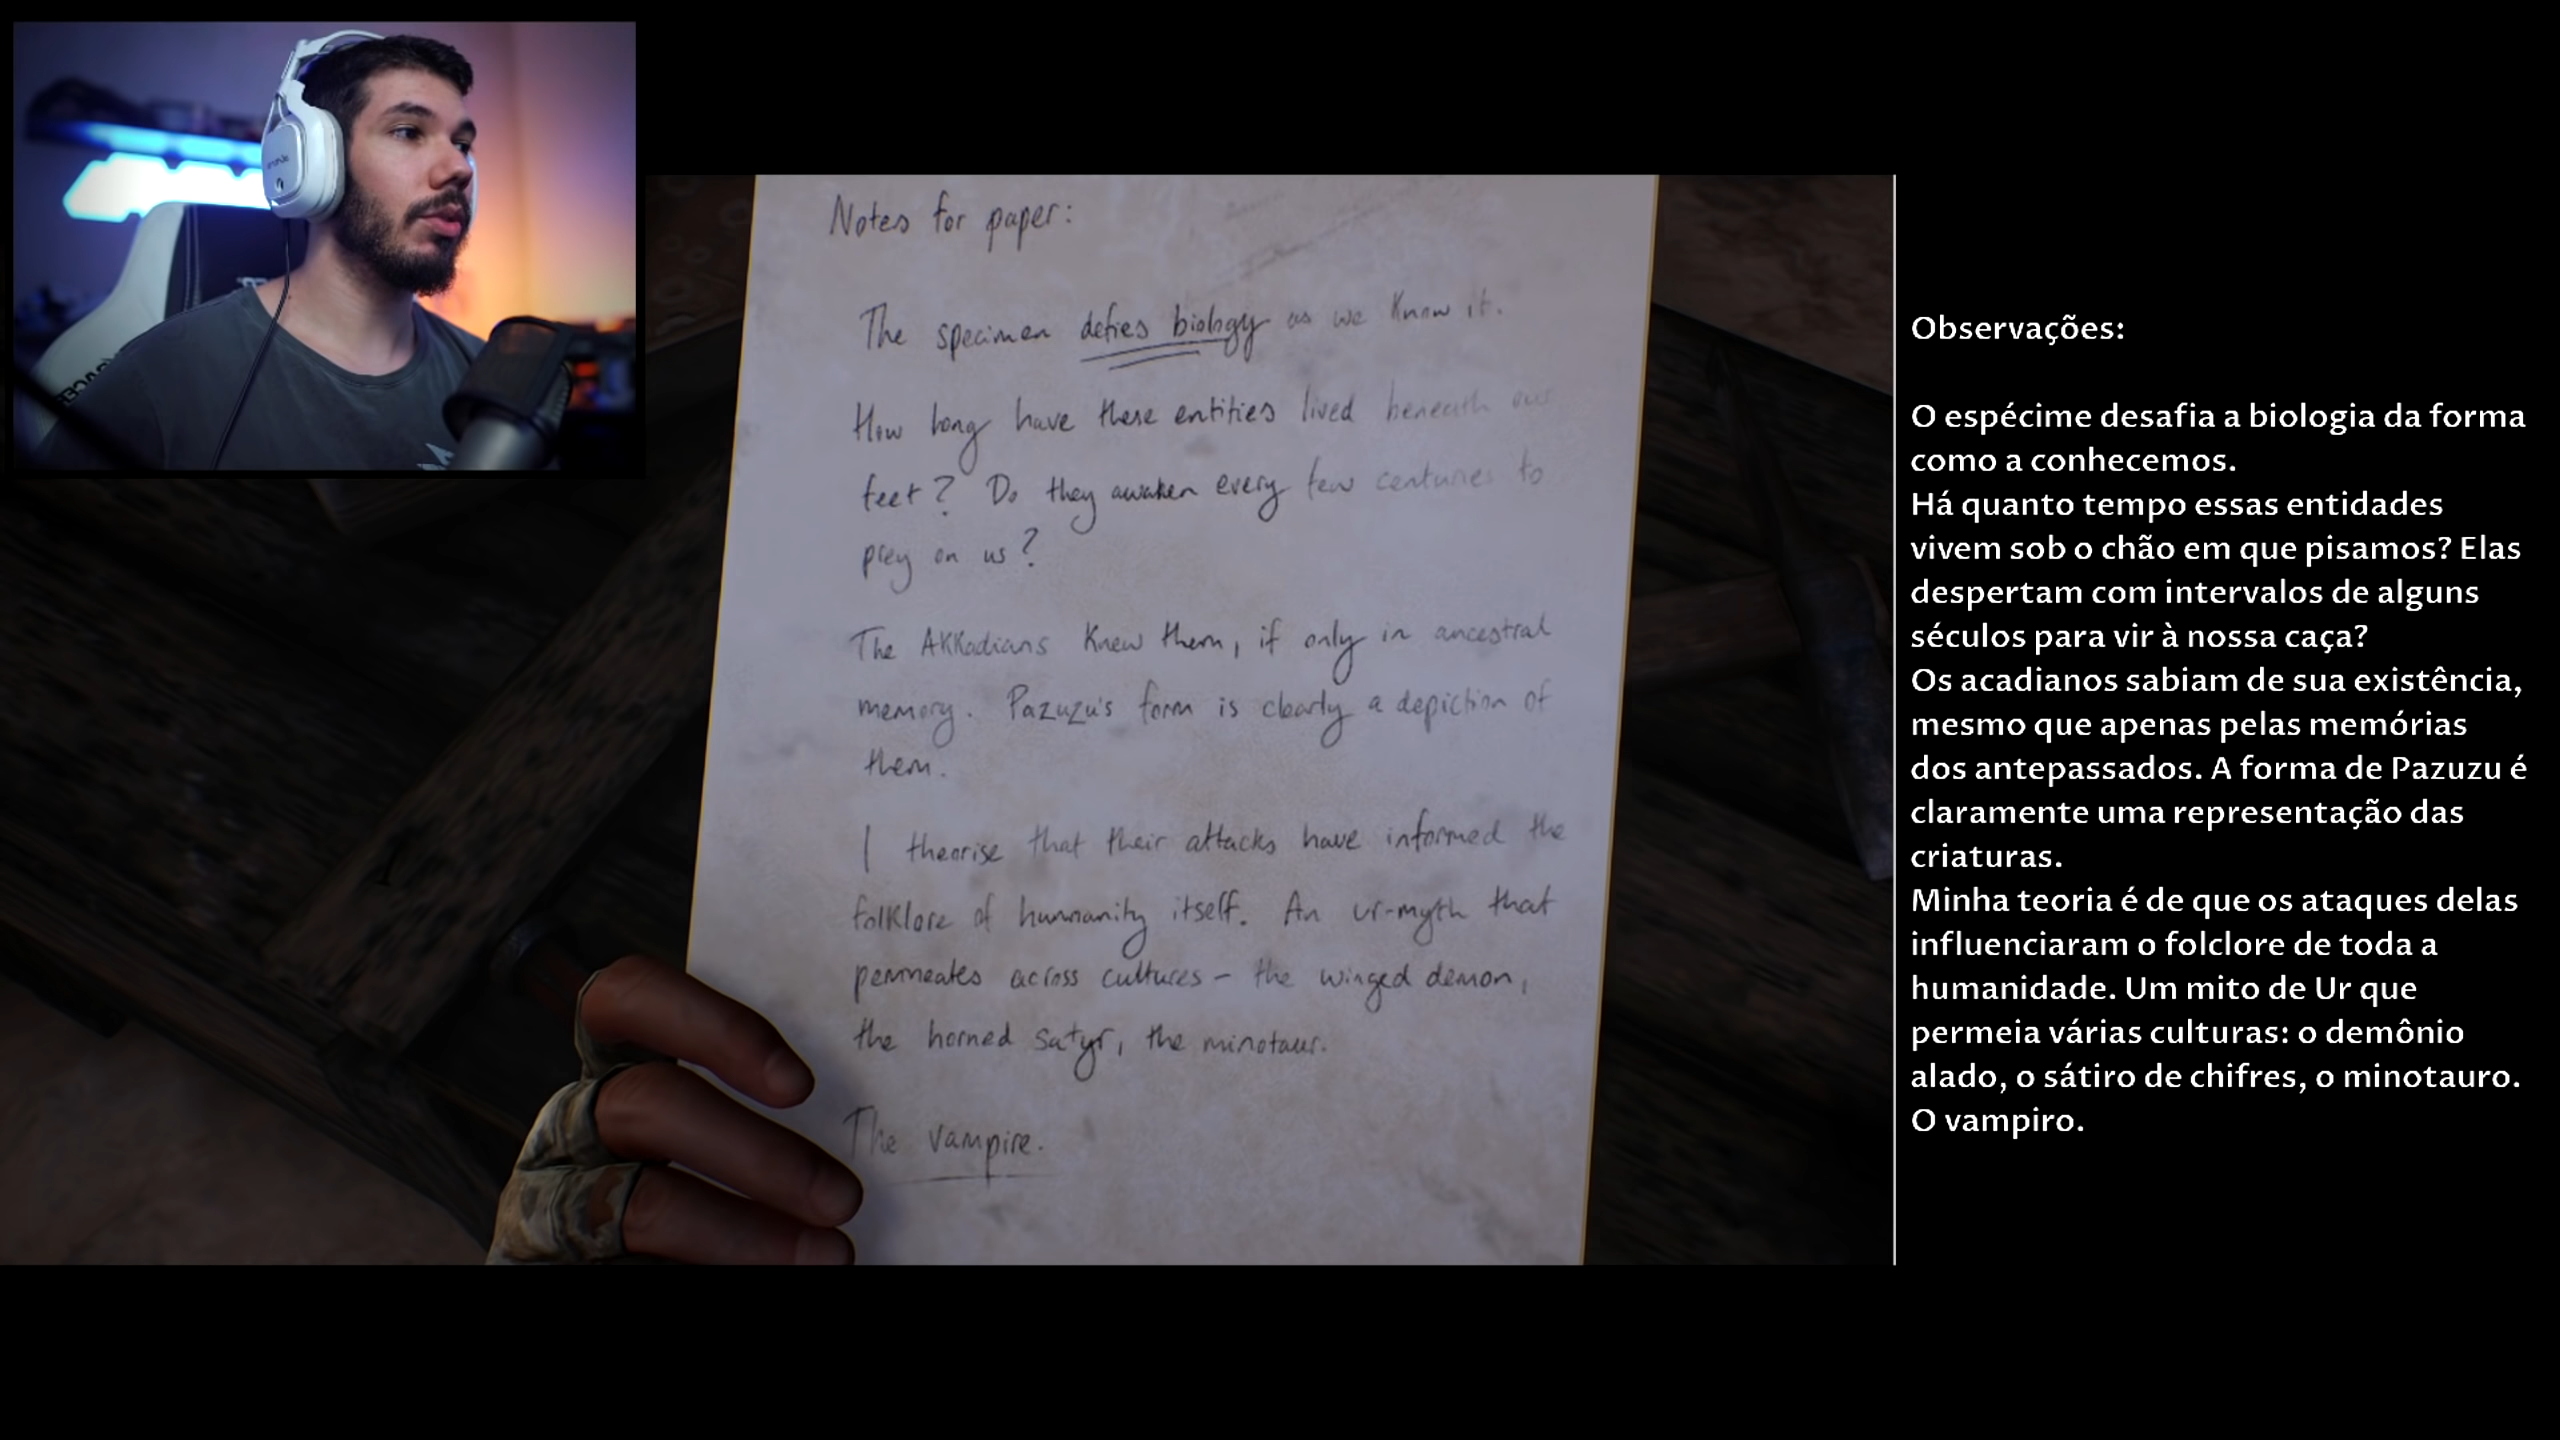 Notes for paper:
The specimen defies biology as we know it.
How long have these entities lived beneath our
feet? Do they awaken every few centuries to
prey on us?
The Akkadians knew them, if only in ancestral
memory. Pazuzu's form is clearly a depiction of
them.
I theorise that their attacks have informed the
folklore of humanity itself. An ur-myth that
permeates across cultures - the winged demon,
the horned satyr, the minotaur.
The vampire.
Observações:
O espécime desafia a biologia da forma
como a conhecemos.
Há quanto tempo essas entidades
vivem sob o chão em que pisamos? Elas
despertam com intervalos de alguns
séculos para vir à nossa caça?
Os acadianos sabiam de sua existência,
mesmo que apenas pelas memórias
dos antepassados. A forma de Pazuzu é
claramente uma representação das
criaturas.
Minha teoria é de que os ataques delas
influenciaram o folclore de toda a
humanidade. Um mito de Ur que
permeia várias culturas: o demônio
alado, o sátiro de chifres, o minotauro.
O vampiro.